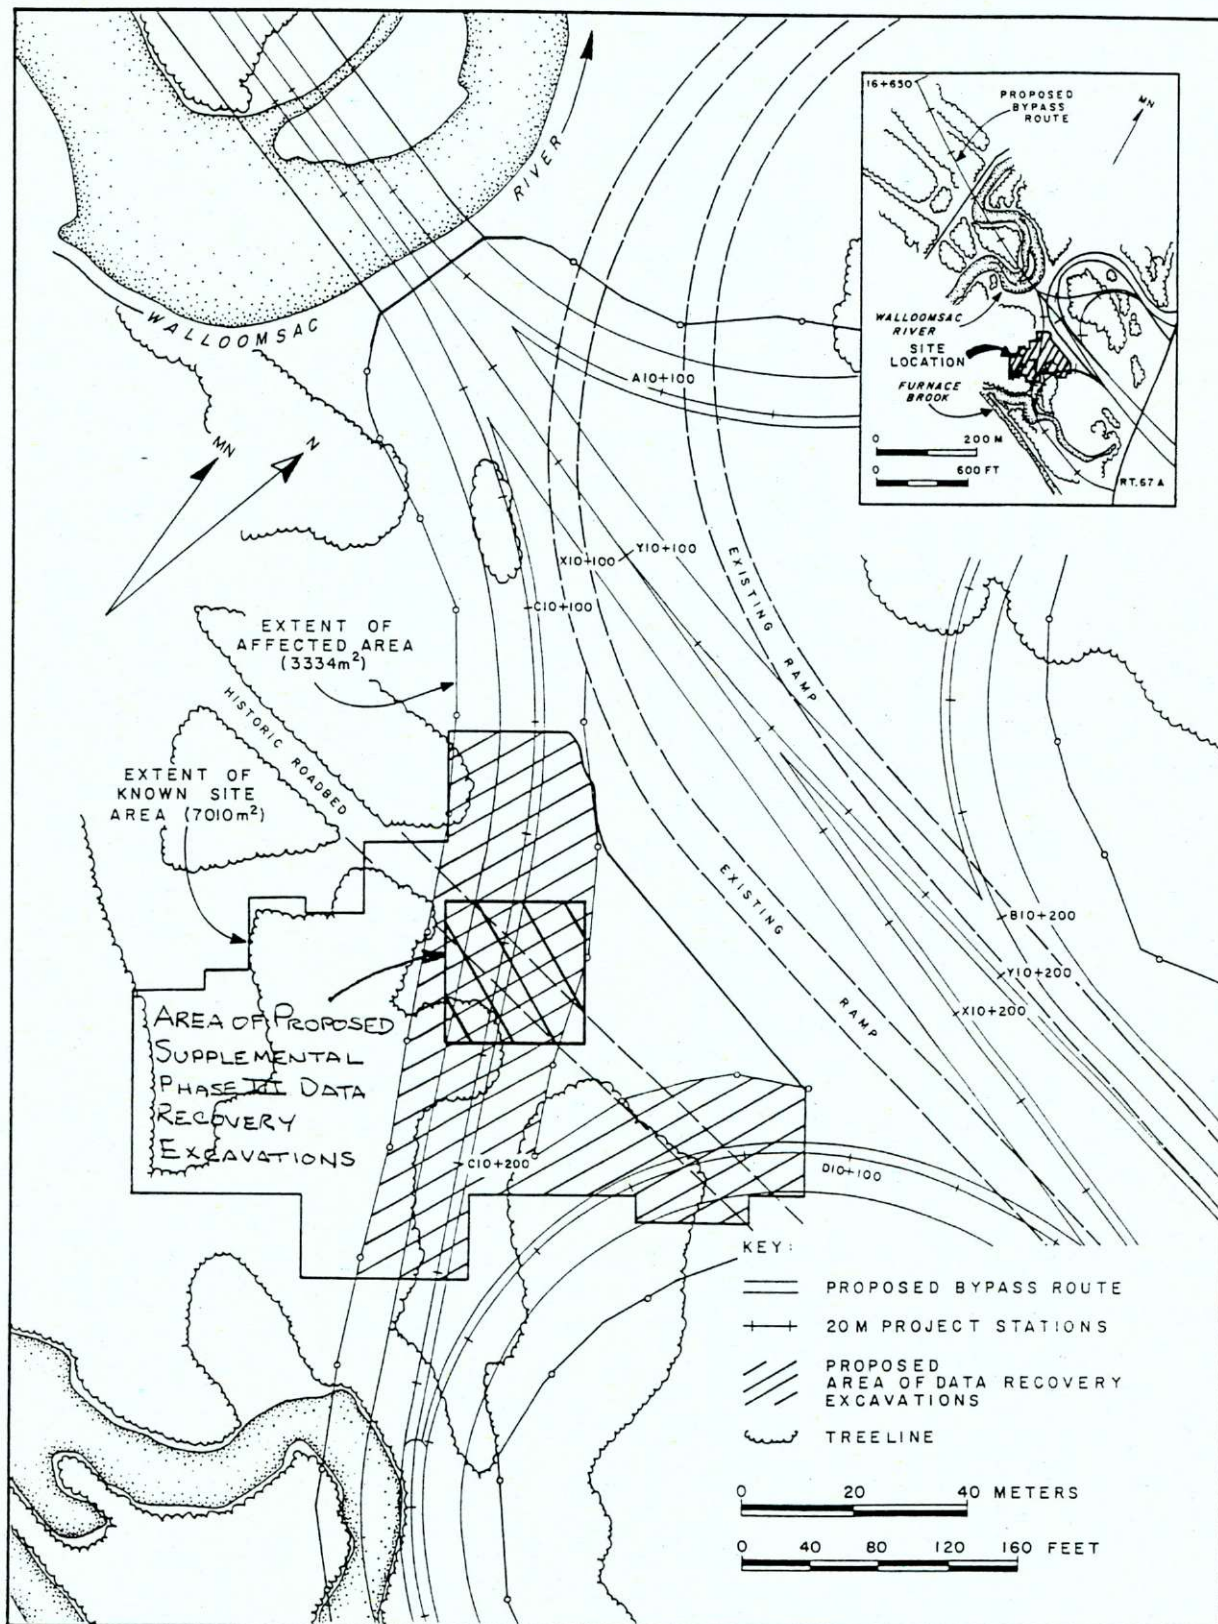 WALLOOMSAC
RIVER
16+650
PROPOSED
BYPASS
ROUTE
MN
WALLOOMSAC
RIVER
SITE
LOCATION
FURNACE
BROOK
0 200 M
0 600 FT
RT. 67 A
A10+100
MN
N
X10+100
Y10+100
C10+100
EXISTING
RAMP
EXTENT OF
AFFECTED AREA
(3334m²)
HISTORIC ROADBED
EXTENT OF
KNOWN SITE
AREA (7010m²)
EXISTING
RAMP
B10+200
Y10+200
X10+200
AREA OF PROPOSED
SUPPLEMENTAL
PHASE III DATA
RECOVERY
EXCAVATIONS
C10+200
D10+100
KEY:
PROPOSED BYPASS ROUTE
20M PROJECT STATIONS
PROPOSED
AREA OF DATA RECOVERY
EXCAVATIONS
TREELINE
0 20 40 METERS
0 40 80 120 160 FEET